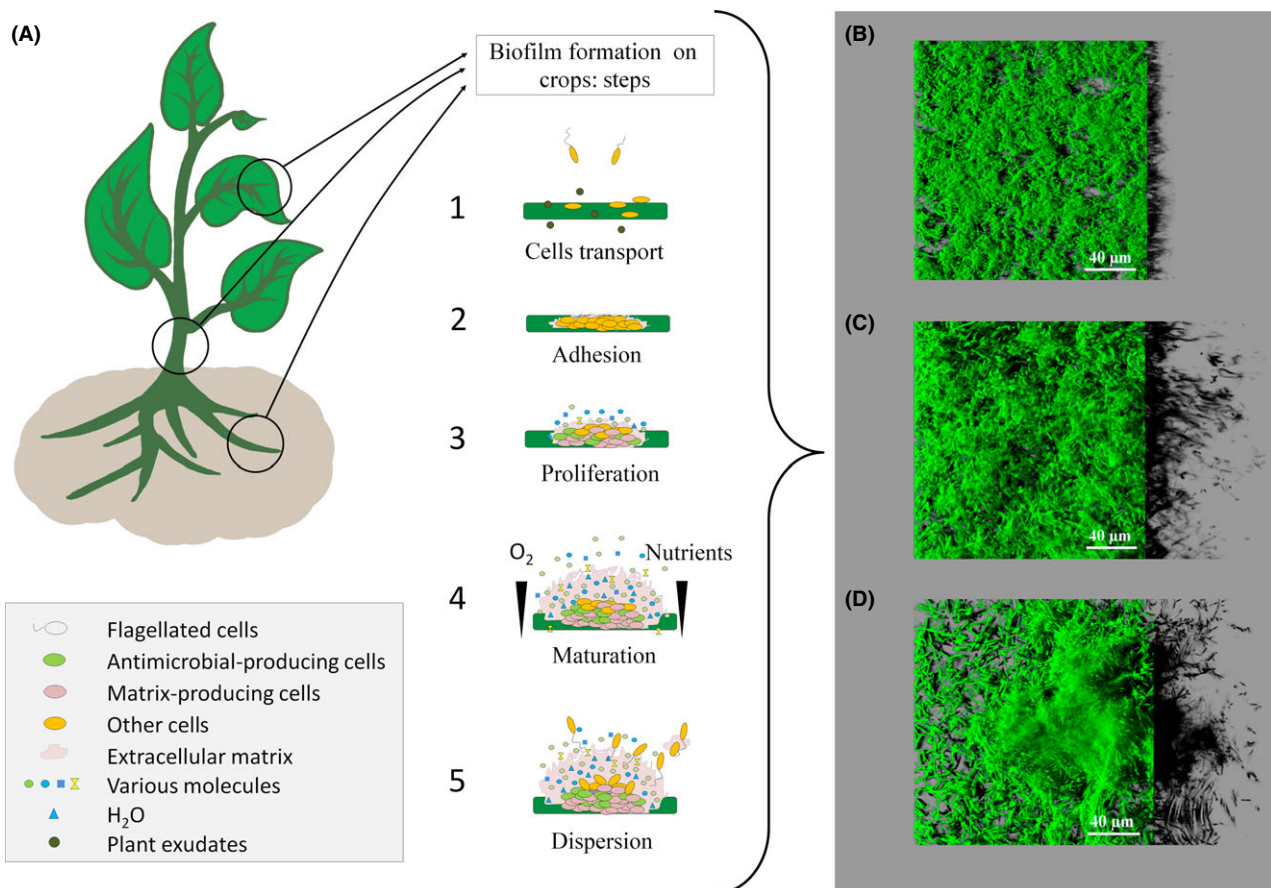 (A)
Biofilm formation on
crops: steps
1
Cells transport
2
Adhesion
3
Proliferation
O₂
Nutrients
4
Maturation
5
Dispersion
Flagellated cells
Antimicrobial-producing cells
Matrix-producing cells
Other cells
Extracellular matrix
Various molecules
H₂O
Plant exudates
(B)
40 µm
(C)
40 µm
(D)
40 µm